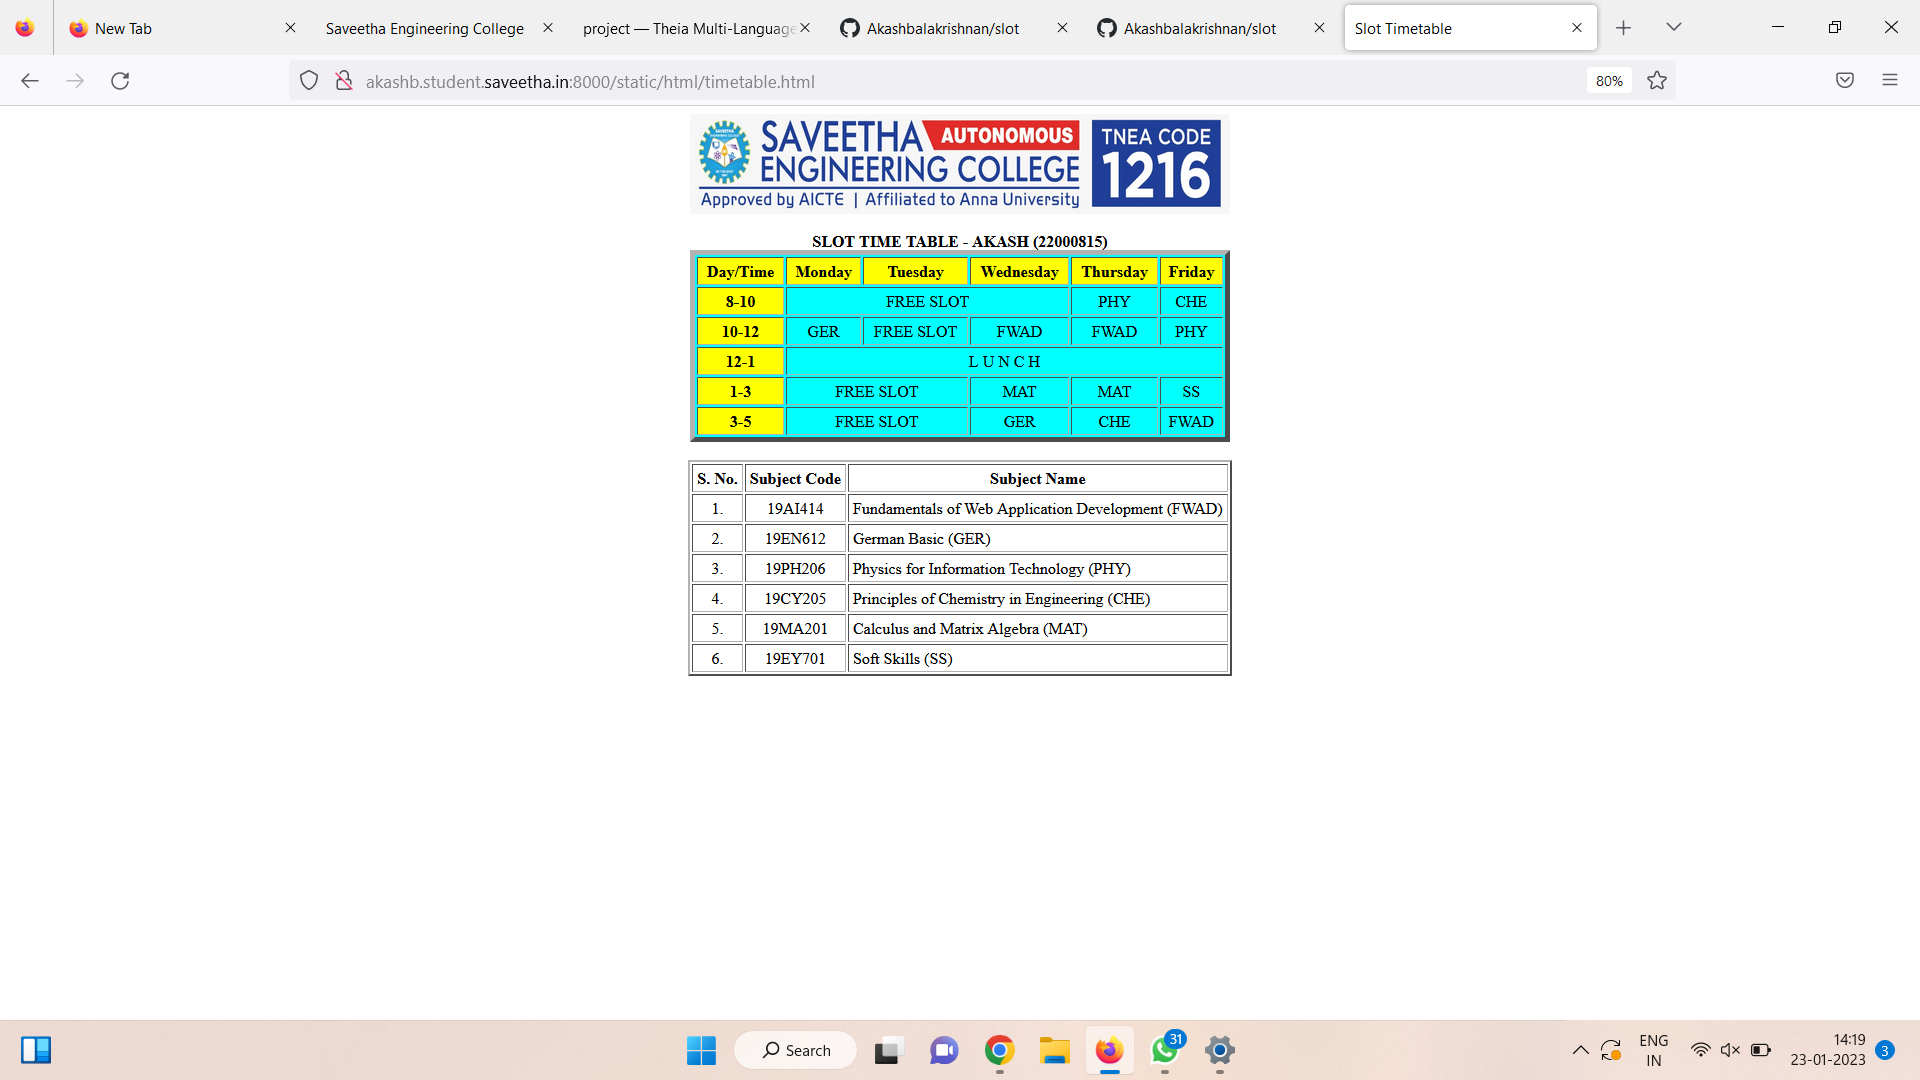 New Tab
Saveetha Engineering College
project — Theia Multi-Language
Akashbalakrishnan/slot
Akashbalakrishnan/slot
Slot Timetable
akashb.student.saveetha.in:8000/static/html/timetable.html
80%
SAVEETHA AUTONOMOUS
ENGINEERING COLLEGE
Approved by AICTE | Affiliated to Anna University
TNEA CODE
1216
SLOT TIME TABLE - AKASH (22000815)
Day/Time Monday Tuesday Wednesday Thursday Friday
8-10 FREE SLOT PHY CHE
10-12 GER FREE SLOT FWAD FWAD PHY
12-1 L U N C H
1-3 FREE SLOT MAT MAT SS
3-5 FREE SLOT GER CHE FWAD
S. No. Subject Code Subject Name
1. 19AI414 Fundamentals of Web Application Development (FWAD)
2. 19EN612 German Basic (GER)
3. 19PH206 Physics for Information Technology (PHY)
4. 19CY205 Principles of Chemistry in Engineering (CHE)
5. 19MA201 Calculus and Matrix Algebra (MAT)
6. 19EY701 Soft Skills (SS)
Search
31
ENG
IN
14:19
23-01-2023
3